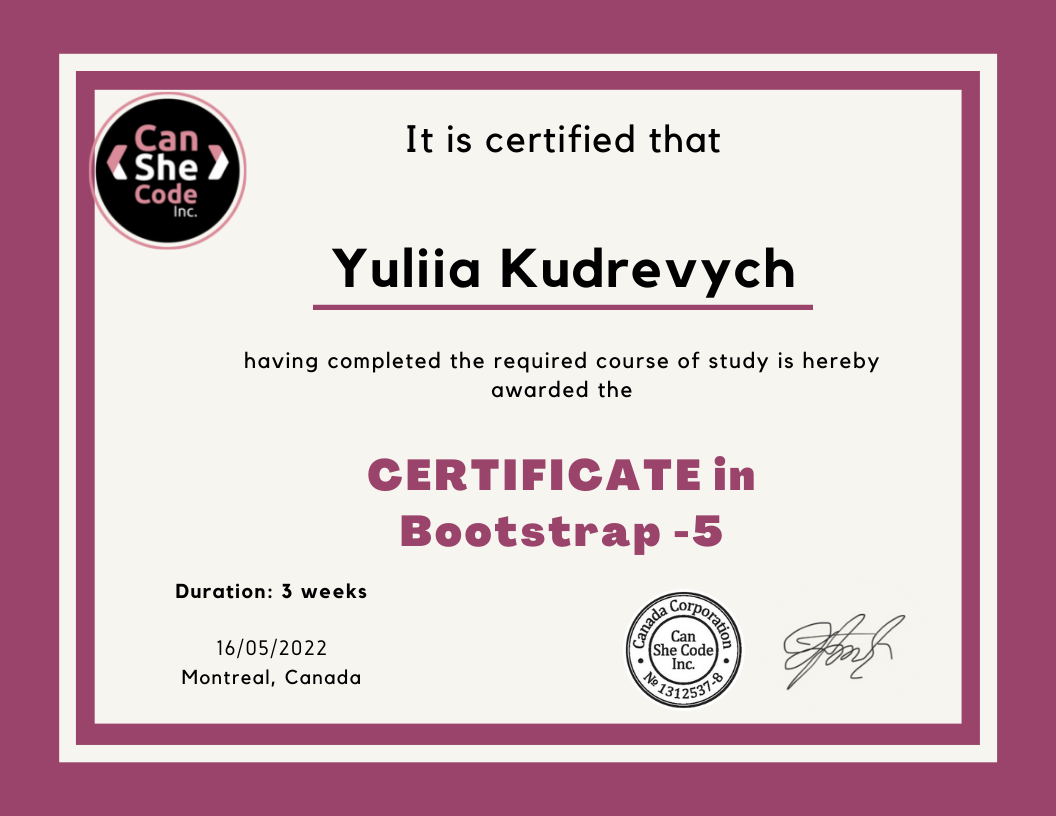 Can
She
Code
Inc.
It is certified that
Yuliia Kudrevych
having completed the required course of study is hereby
awarded the
CERTIFICATE in
Bootstrap -5
Duration: 3 weeks
16/05/2022
Montreal, Canada
Canada Corporation
Can
She Code
Inc.
№ 1312537-8